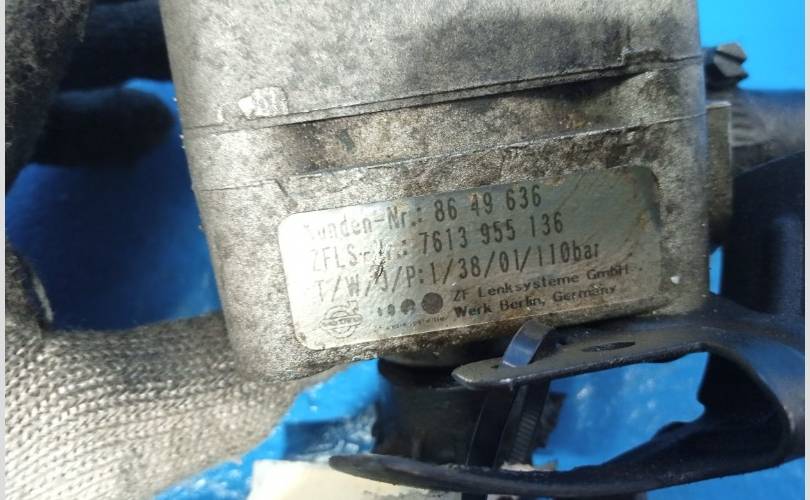 Kunden-Nr.: 86 49 636
ZFLS-Nr.: 7613 955 136
T/W/J/P:1/38/01/110bar
ZF Lenksysteme GmbH
Werk Berlin, Germany